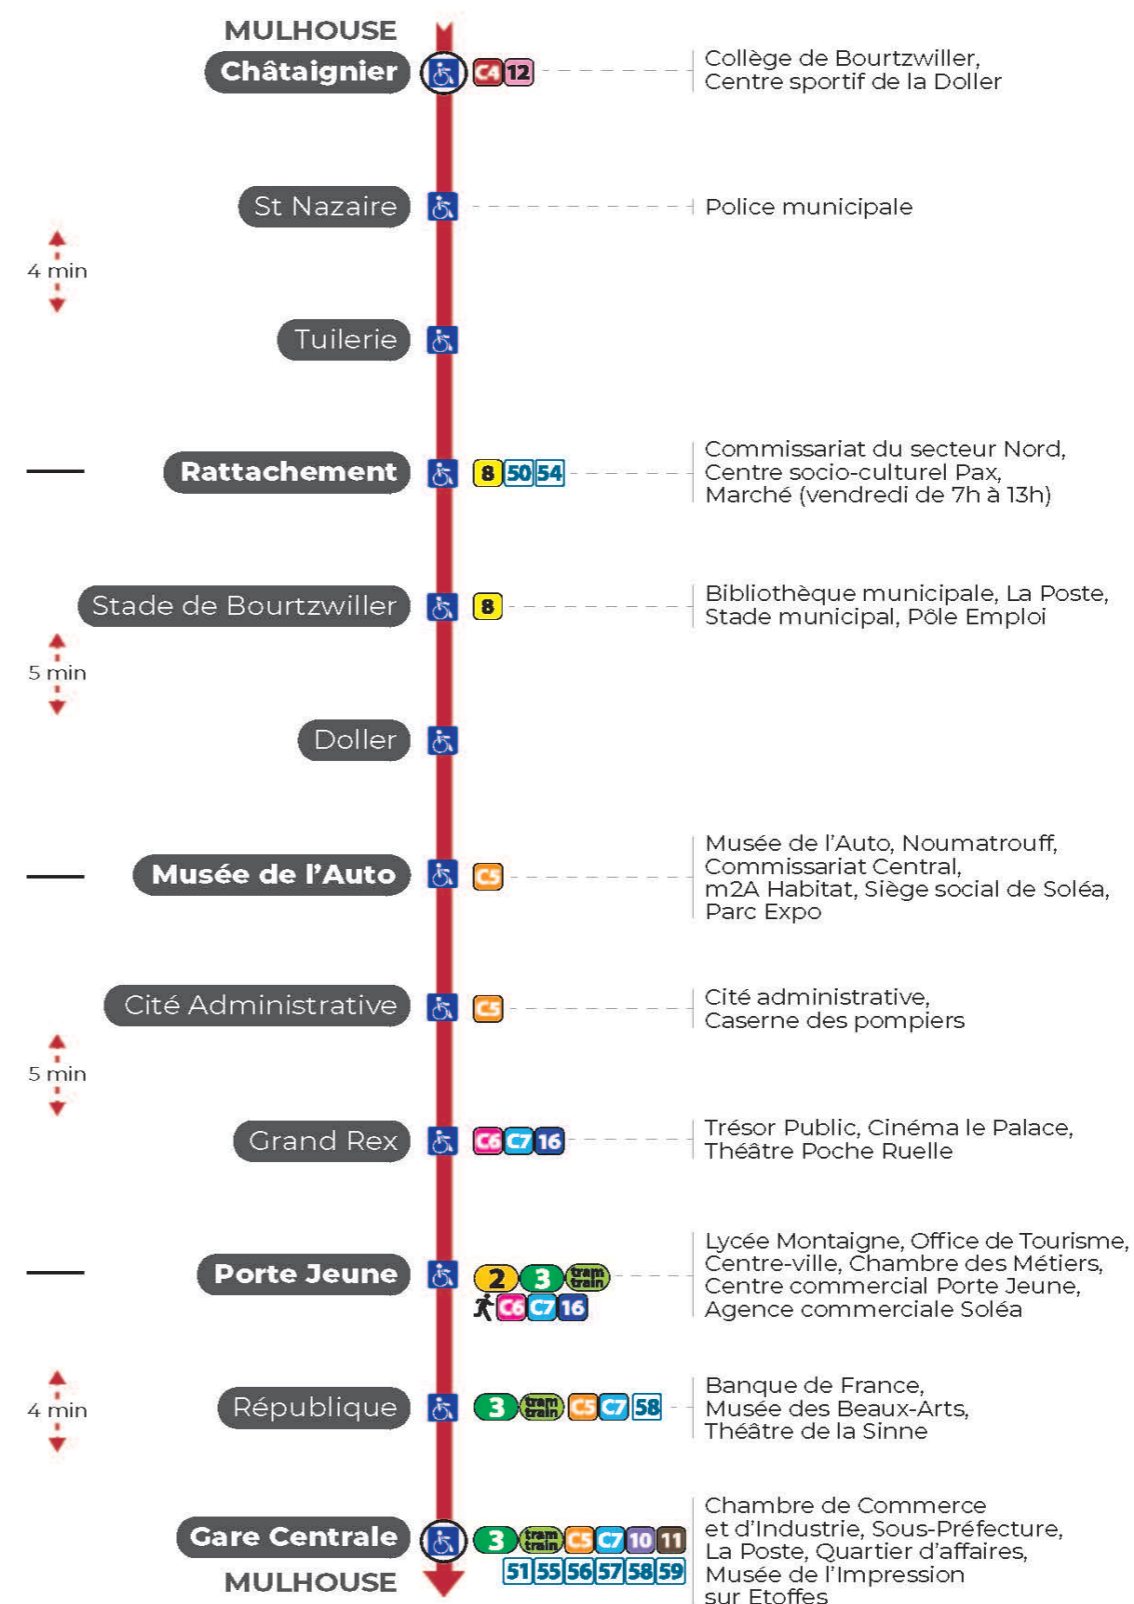 MULHOUSE
Châtaignier
C4 12
Collège de Bourtzwiller,
Centre sportif de la Doller
St Nazaire
Police municipale
4 min
Tuilerie
Rattachement
8 50 54
Commissariat du secteur Nord,
Centre socio-culturel Pax,
Marché (vendredi de 7h à 13h)
Stade de Bourtzwiller
8
Bibliothèque municipale, La Poste,
Stade municipal, Pôle Emploi
5 min
Doller
Musée de l'Auto
C5
Musée de l'Auto, Noumatrouff,
Commissariat Central,
m2A Habitat, Siège social de Soléa,
Parc Expo
Cité Administrative
C5
Cité administrative,
Caserne des pompiers
5 min
Grand Rex
C6 C7 16
Trésor Public, Cinéma le Palace,
Théâtre Poche Ruelle
Porte Jeune
2 3 tram train
C6 C7 16
Lycée Montaigne, Office de Tourisme,
Centre-ville, Chambre des Métiers,
Centre commercial Porte Jeune,
Agence commerciale Soléa
4 min
République
3 tram train C5 C7 58
Banque de France,
Musée des Beaux-Arts,
Théâtre de la Sinne
Gare Centrale
MULHOUSE
3 tram train C5 C7 10 11
51 55 56 57 58 59
Chambre de Commerce
et d'Industrie, Sous-Préfecture,
La Poste, Quartier d'affaires,
Musée de l'Impression
sur Etoffes